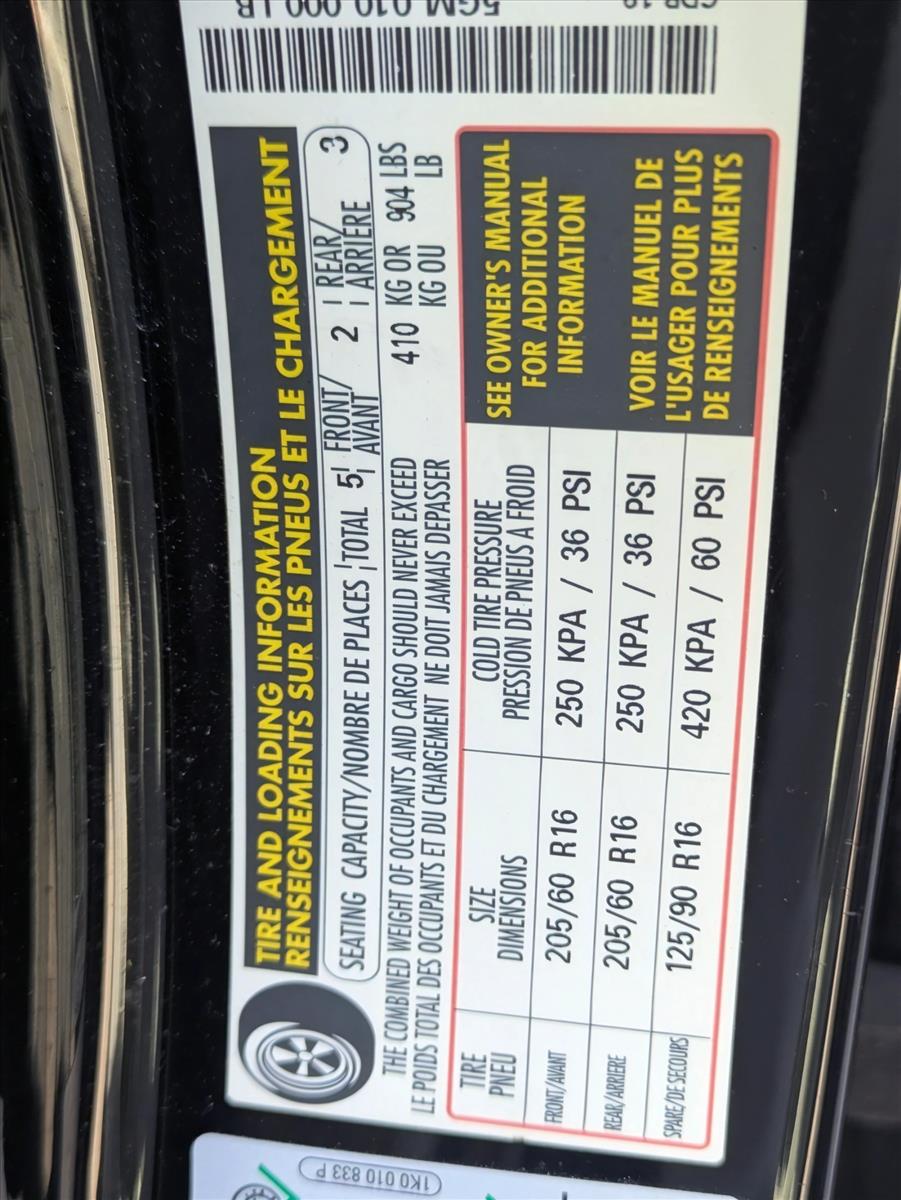 TIRE AND LOADING INFORMATION
RENSEIGNEMENTS SUR LES PNEUS ET LE CHARGEMENT
SEATING CAPACITY/NOMBRE DE PLACES TOTAL 5 FRONT/AVANT 2 REAR/ARRIÈRE 3
THE COMBINED WEIGHT OF OCCUPANTS AND CARGO SHOULD NEVER EXCEED 410 KG OR 904 LBS
LE POIDS TOTAL DES OCCUPANTS ET DU CHARGEMENT NE DOIT JAMAIS DEPASSER KG OU LB
TIRE SIZE COLD TIRE PRESSURE
PNEU DIMENSIONS PRESSION DE PNEUS A FROID
FRONT/AVANT 205/60 R16 250 KPA / 36 PSI
REAR/ARRIERE 205/60 R16 250 KPA / 36 PSI
SPARE/DE SECOURS 125/90 R16 420 KPA / 60 PSI
SEE OWNER'S MANUAL
FOR ADDITIONAL
INFORMATION
VOIR LE MANUEL DE
L'USAGER POUR PLUS
DE RENSEIGNEMENTS
5GM 010 000 LB
1K0 010 833 P